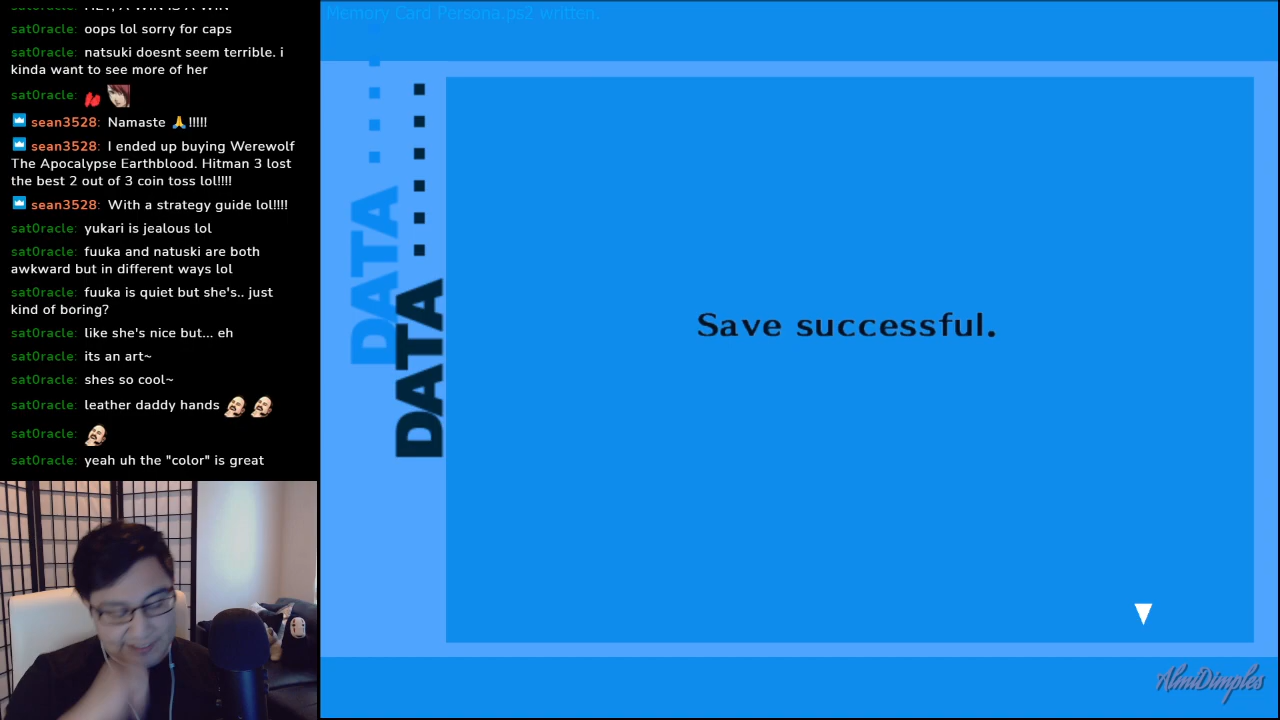 sat0racle: oops lol sorry for caps
sat0racle: natsuki doesnt seem terrible. i
kinda want to see more of her
sat0racle:
sean3528: Namaste 🙏!!!!!
sean3528: I ended up buying Werewolf
The Apocalypse Earthblood. Hitman 3 lost
the best 2 out of 3 coin toss lol!!!!
sean3528: With a strategy guide lol!!!!
sat0racle: yukari is jealous lol
sat0racle: fuuka and natuski are both
awkward but in different ways lol
sat0racle: fuuka is quiet but she's.. just
kind of boring?
sat0racle: like she's nice but... eh
sat0racle: its an art~
sat0racle: shes so cool~
sat0racle: leather daddy hands
sat0racle:
sat0racle: yeah uh the "color" is great
Memory Card Persona.ps2 written.
DATA
DATA
Save successful.
AlmiDimples